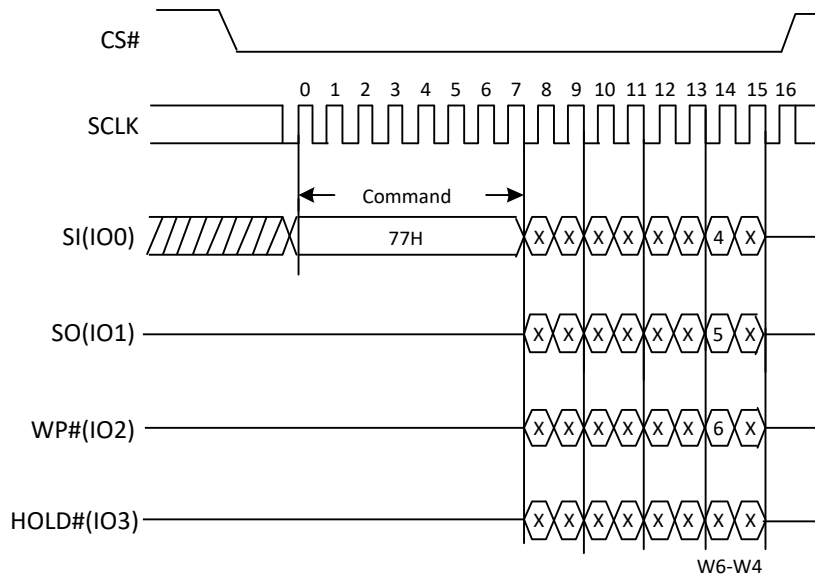 CS#
0 1 2 3 4 5 6 7 8 9 10 11 12 13 14 15 16
SCLK
Command
SI(IO0) 77H X X X X X X 4 X
SO(IO1) X X X X X X 5 X
WP#(IO2) X X X X X X 6 X
HOLD#(IO3) X X X X X X X X
W6-W4